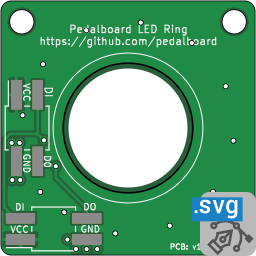 Pedalboard LED Ring
https://github.com/pedalboard
VCC
DI
GND
DO
DI
DO
VCC
GND
PCB: v1
.svg